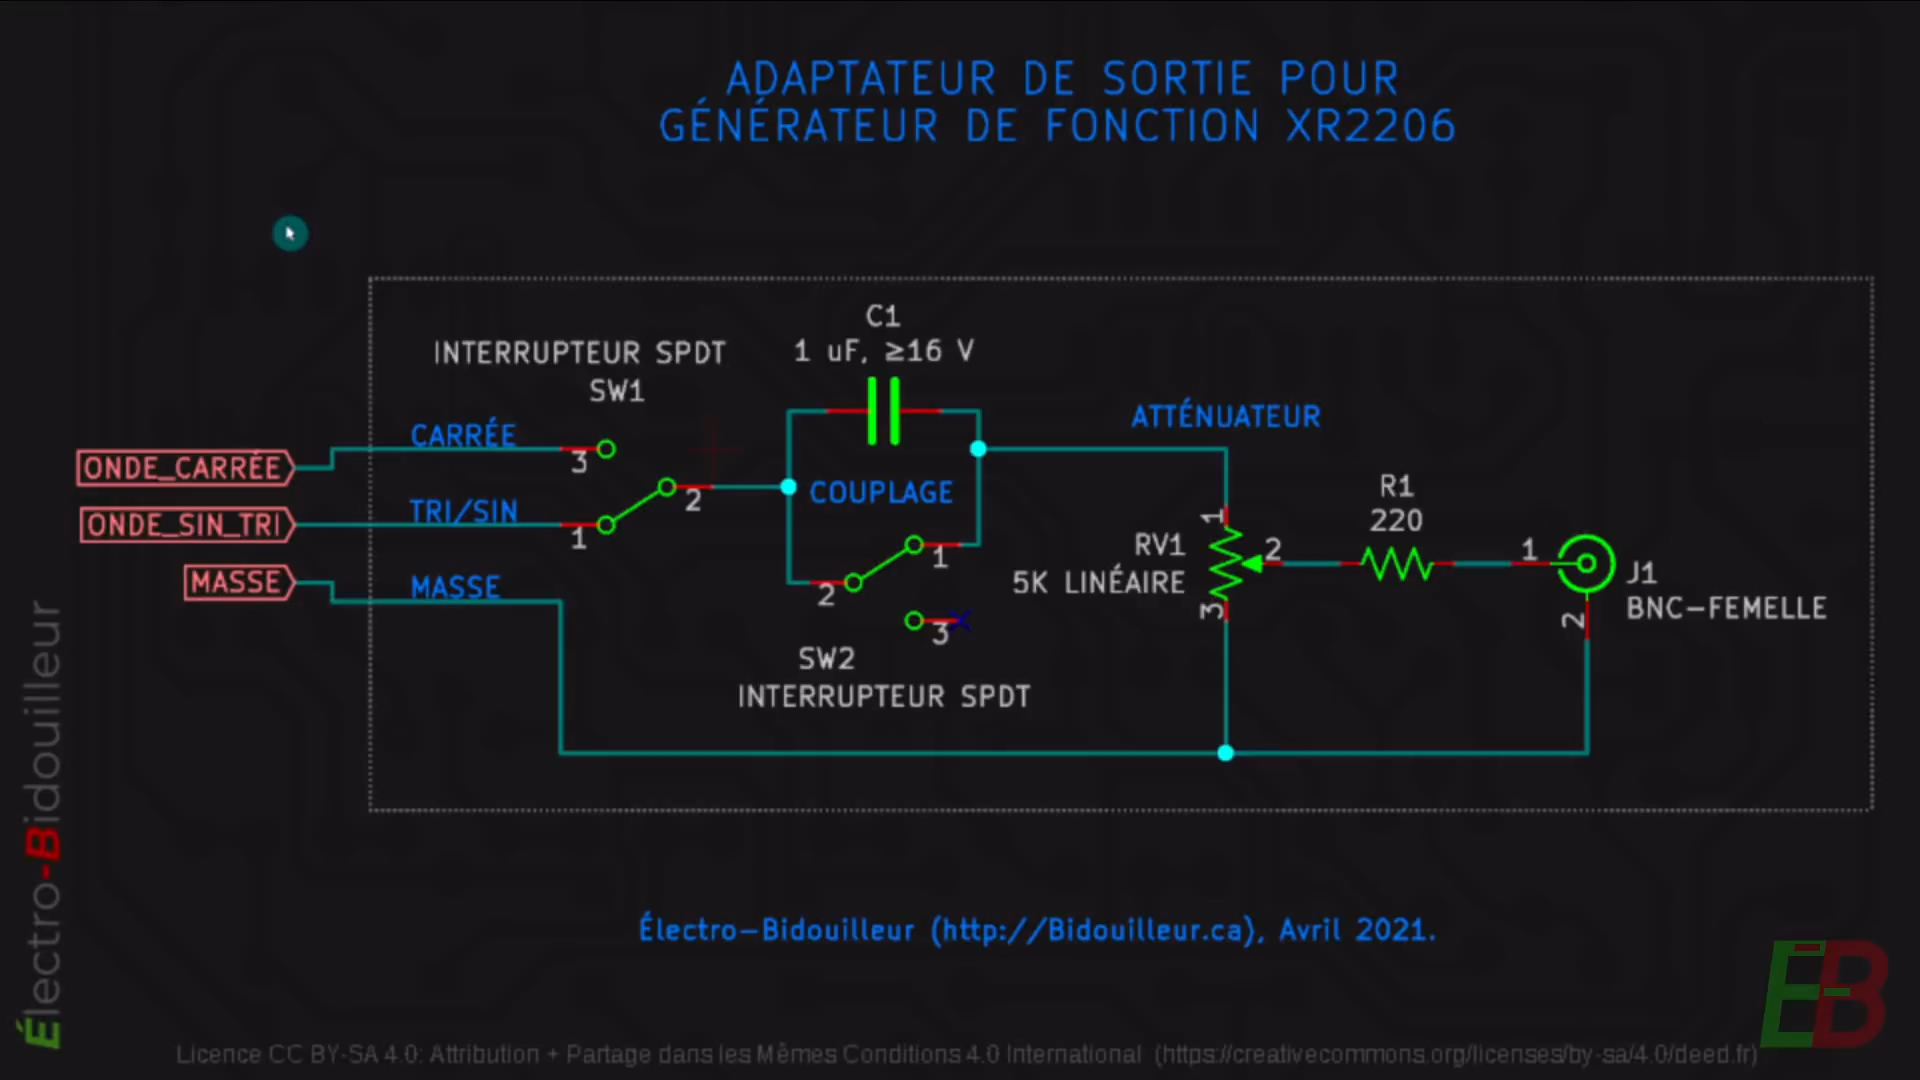 ADAPTATEUR DE SORTIE POUR
GÉNÉRATEUR DE FONCTION XR2206
C1
1 uF, ≥16 V
INTERRUPTEUR SPDT
SW1
CARRÉE
ONDE_CARRÉE
3
2
TRI/SIN
ONDE_SIN_TRI
1
MASSE
MASSE
COUPLAGE
1
2
3
SW2
INTERRUPTEUR SPDT
ATTÉNUATEUR
1
RV1
5K LINÉAIRE
2
3
R1
220
1
J1
BNC-FEMELLE
2
Électro-Bidouilleur (http://Bidouilleur.ca), Avril 2021.
Électro-Bidouilleur
EB
Licence CC BY-SA 4.0: Attribution + Partage dans les Mêmes Conditions 4.0 International (https://creativecommons.org/licenses/by-sa/4.0/deed.fr)